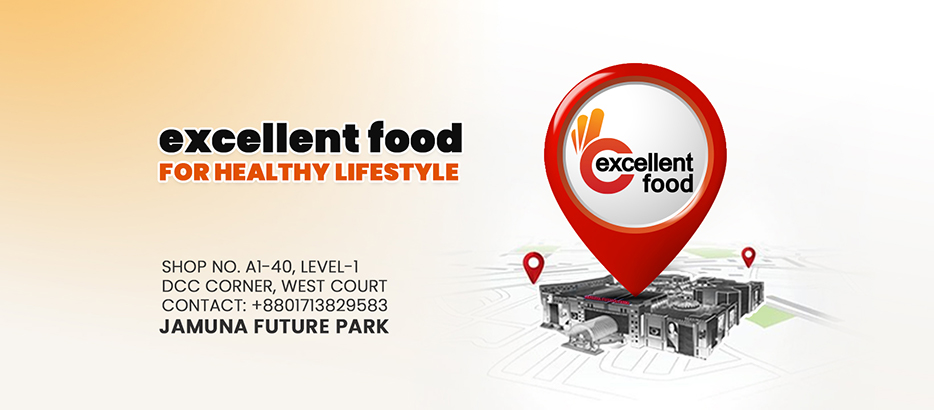 excellent food
FOR HEALTHY LIFESTYLE
excellent
food
SHOP NO. A1-40, LEVEL-1
DCC CORNER, WEST COURT
CONTACT: +8801713829583
JAMUNA FUTURE PARK